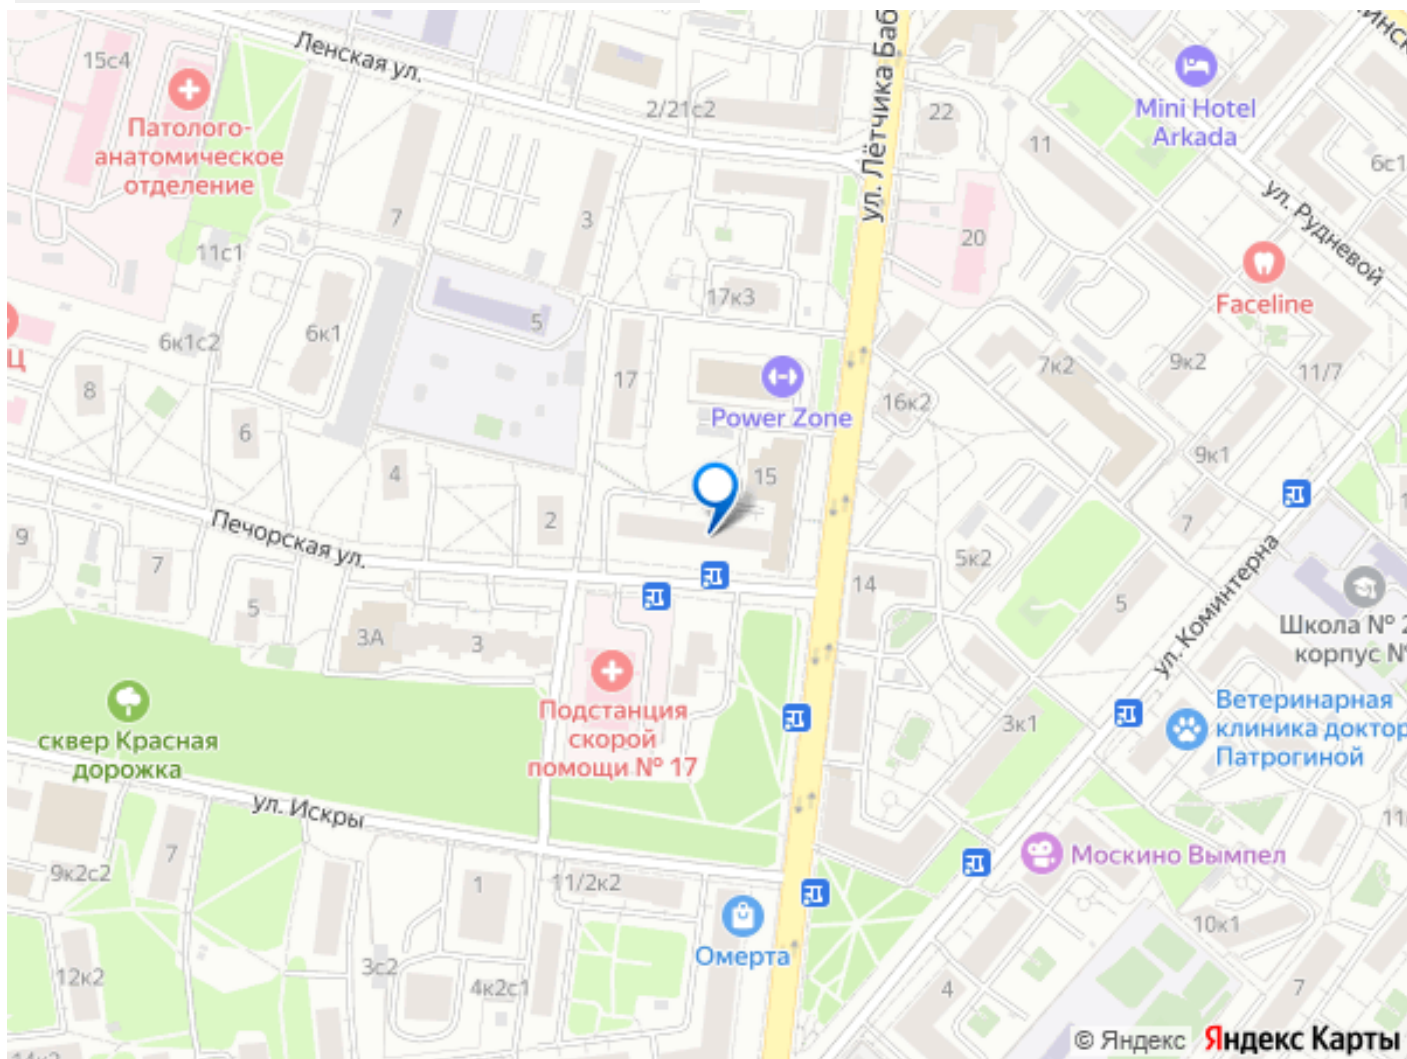 Ленская ул.
15с4
Патолого-
анатомическое
отделение
2/21с2
ул. Лётчика Баб
22
Mini Hotel
Arkada
11
6с1
ул. Рудневой
7
3
11с1
20
17к3
Faceline
5
6к1с2
6к1
Ц
17
7к2
9к2
11/7
8
Power Zone
16к2
6
4
15
9к1
2
7
Печорская ул.
9
7
5
5к2
14
5
ул. Коминтерна
3А
3
Школа № 2
корпус №
Подстанция
скорой
помощи № 17
3к1
Ветеринарная
клиника доктор
Патрогиной
сквер Красная
дорожка
ул. Искры
7
9к2с2
1
11/2к2
Москино Вымпел
Омерта
10к1
12к2
3с2
4к2с1
4
7
© Яндекс Яндекс Карты